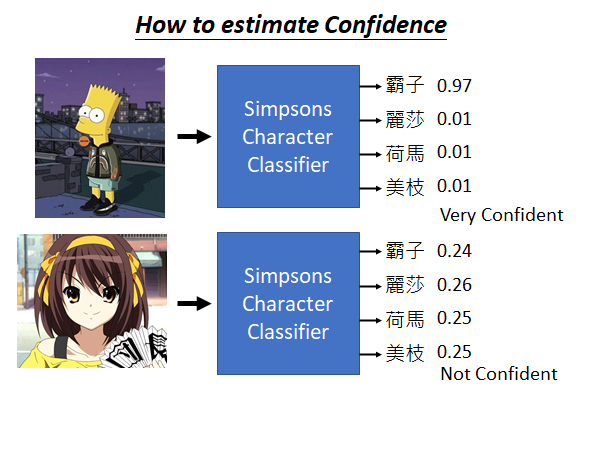 How to estimate Confidence
Simpsons
Character
Classifier
霸子 0.97
麗莎 0.01
荷馬 0.01
美枝 0.01
Very Confident
Simpsons
Character
Classifier
霸子 0.24
麗莎 0.26
荷馬 0.25
美枝 0.25
Not Confident